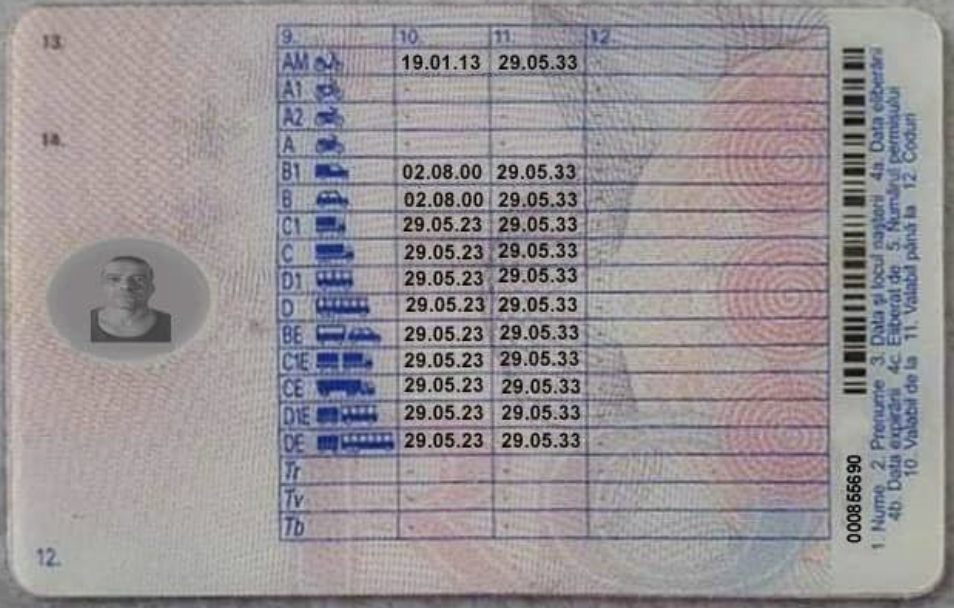 13.
14.
9. 10. 11. 12.
AM 19.01.13 29.05.33 -
A1 - - -
A2 - - -
A - - -
B1 02.08.00 29.05.33 -
B 02.08.00 29.05.33 -
C1 29.05.23 29.05.33 -
C 29.05.23 29.05.33 -
D1 29.05.23 29.05.33 -
D 29.05.23 29.05.33 -
BE 29.05.23 29.05.33 -
C1E 29.05.23 29.05.33 -
CE 29.05.23 29.05.33 -
D1E 29.05.23 29.05.33 -
DE 29.05.23 29.05.33 -
Tr - - -
Tv - - -
Tb - - -
12.
000855690
1. Nume 2. Prenume 3. Data și locul nașterii 4a. Data eliberării
4b. Data expirării 4c. Eliberat de 5. Numărul permisului
10. Valabil de la 11. Valabil până la 12. Coduri